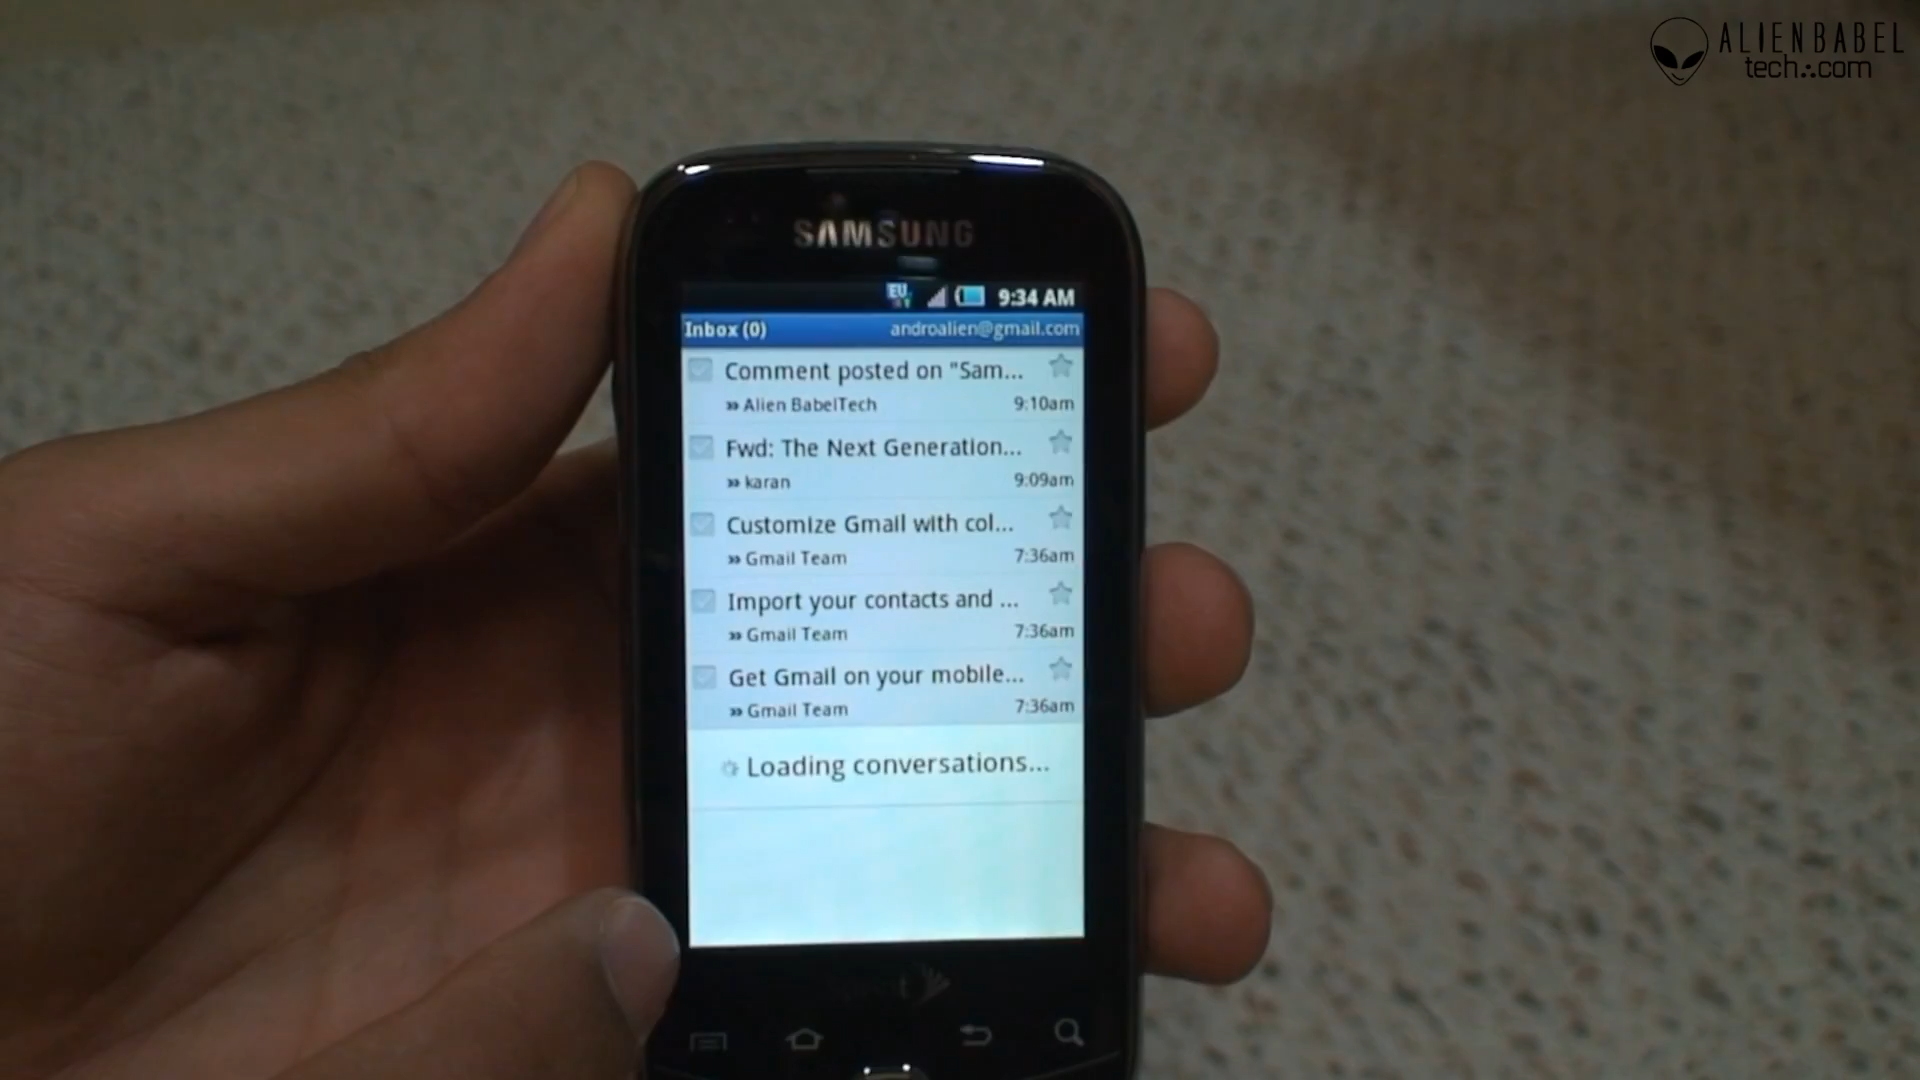 ALIENBABEL
tech.:.com
SAMSUNG
EU 9:34 AM
Inbox (0) androalien@gmail.com
Comment posted on "Sam...
» Alien BabelTech 9:10am
Fwd: The Next Generation...
» karan 9:09am
Customize Gmail with col...
» Gmail Team 7:36am
Import your contacts and ...
» Gmail Team 7:36am
Get Gmail on your mobile...
» Gmail Team 7:36am
Loading conversations...
Sprint